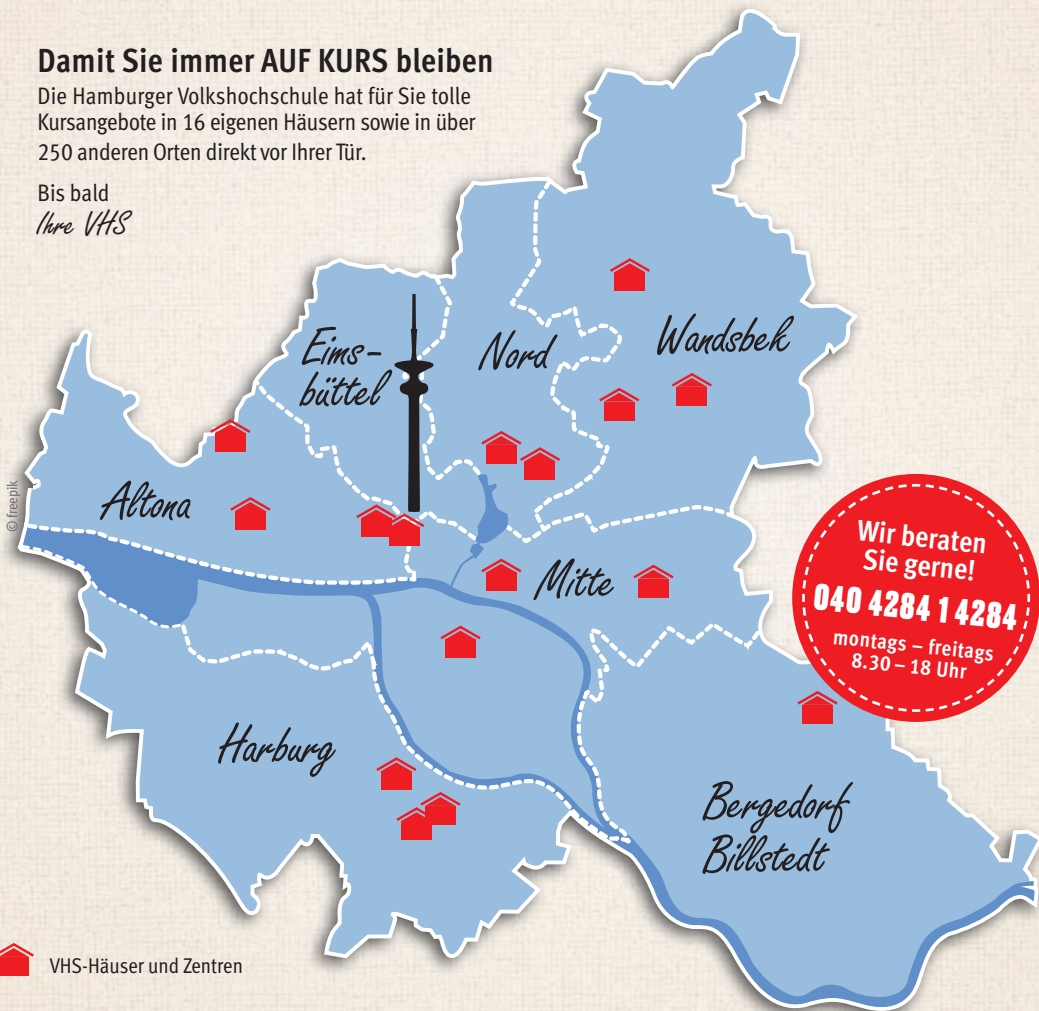 Damit Sie immer AUF KURS bleiben
Die Hamburger Volkshochschule hat für Sie tolle
Kursangebote in 16 eigenen Häusern sowie in über
250 anderen Orten direkt vor Ihrer Tür.
Bis bald
Ihre VHS
Eims-
büttel
Nord
Wandsbek
Altona
© freepik
Mitte
Wir beraten
Sie gerne!
040 4284 1 4284
montags – freitags
8.30 – 18 Uhr
Harburg
Bergedorf
Billstedt
VHS-Häuser und Zentren